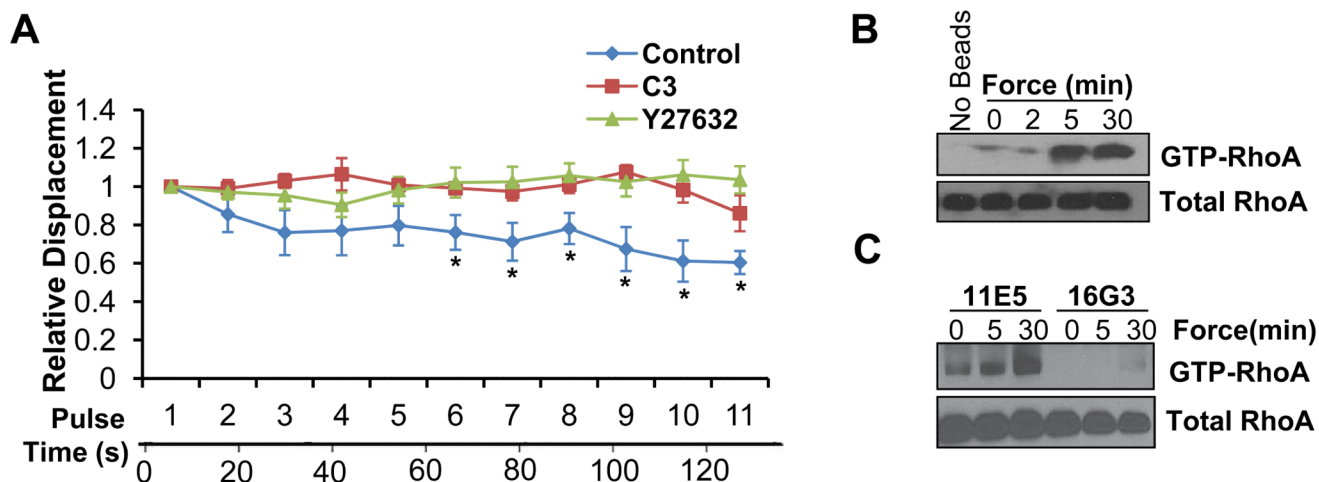 A
Control
C3
Y27632
Relative Displacement
1.4
1.2
1
0.8
0.6
0.4
0.2
0
* * * * * *
Pulse 1 2 3 4 5 6 7 8 9 10 11
Time (s)
0 20 40 60 80 100 120
B
No Beads
Force (min)
0 2 5 30
GTP-RhoA
Total RhoA
C
11E5 16G3
0 5 30 0 5 30 Force(min)
GTP-RhoA
Total RhoA